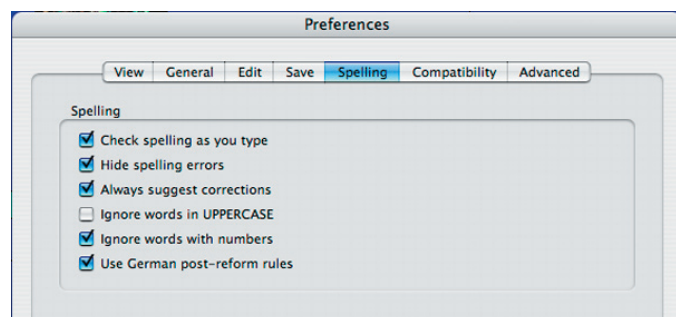 Preferences
View General Edit Save Spelling Compatibility Advanced
Spelling
Check spelling as you type
Hide spelling errors
Always suggest corrections
Ignore words in UPPERCASE
Ignore words with numbers
Use German post-reform rules